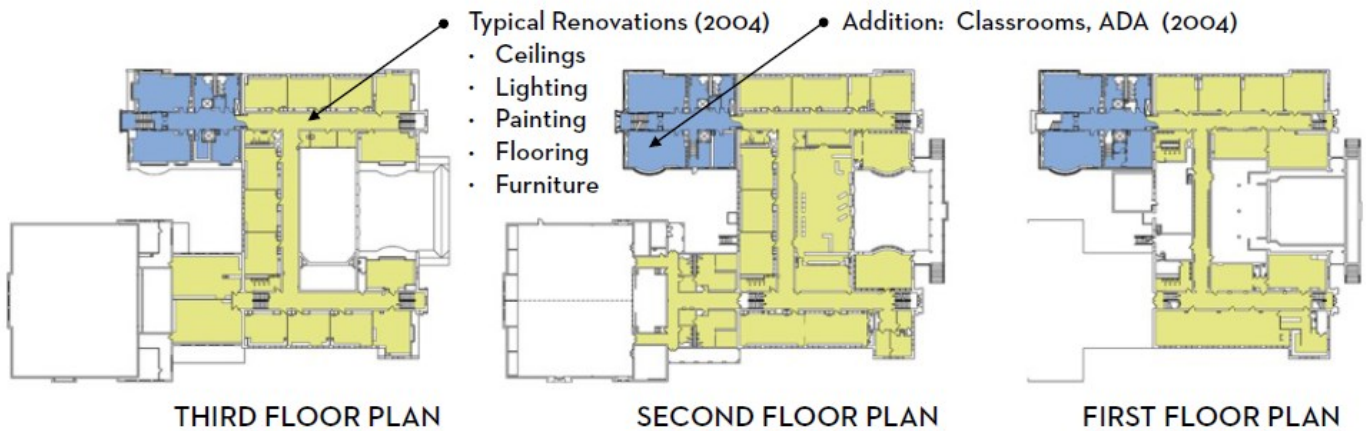 Typical Renovations (2004)
· Ceilings
· Lighting
· Painting
· Flooring
· Furniture
Addition: Classrooms, ADA (2004)
THIRD FLOOR PLAN
SECOND FLOOR PLAN
FIRST FLOOR PLAN